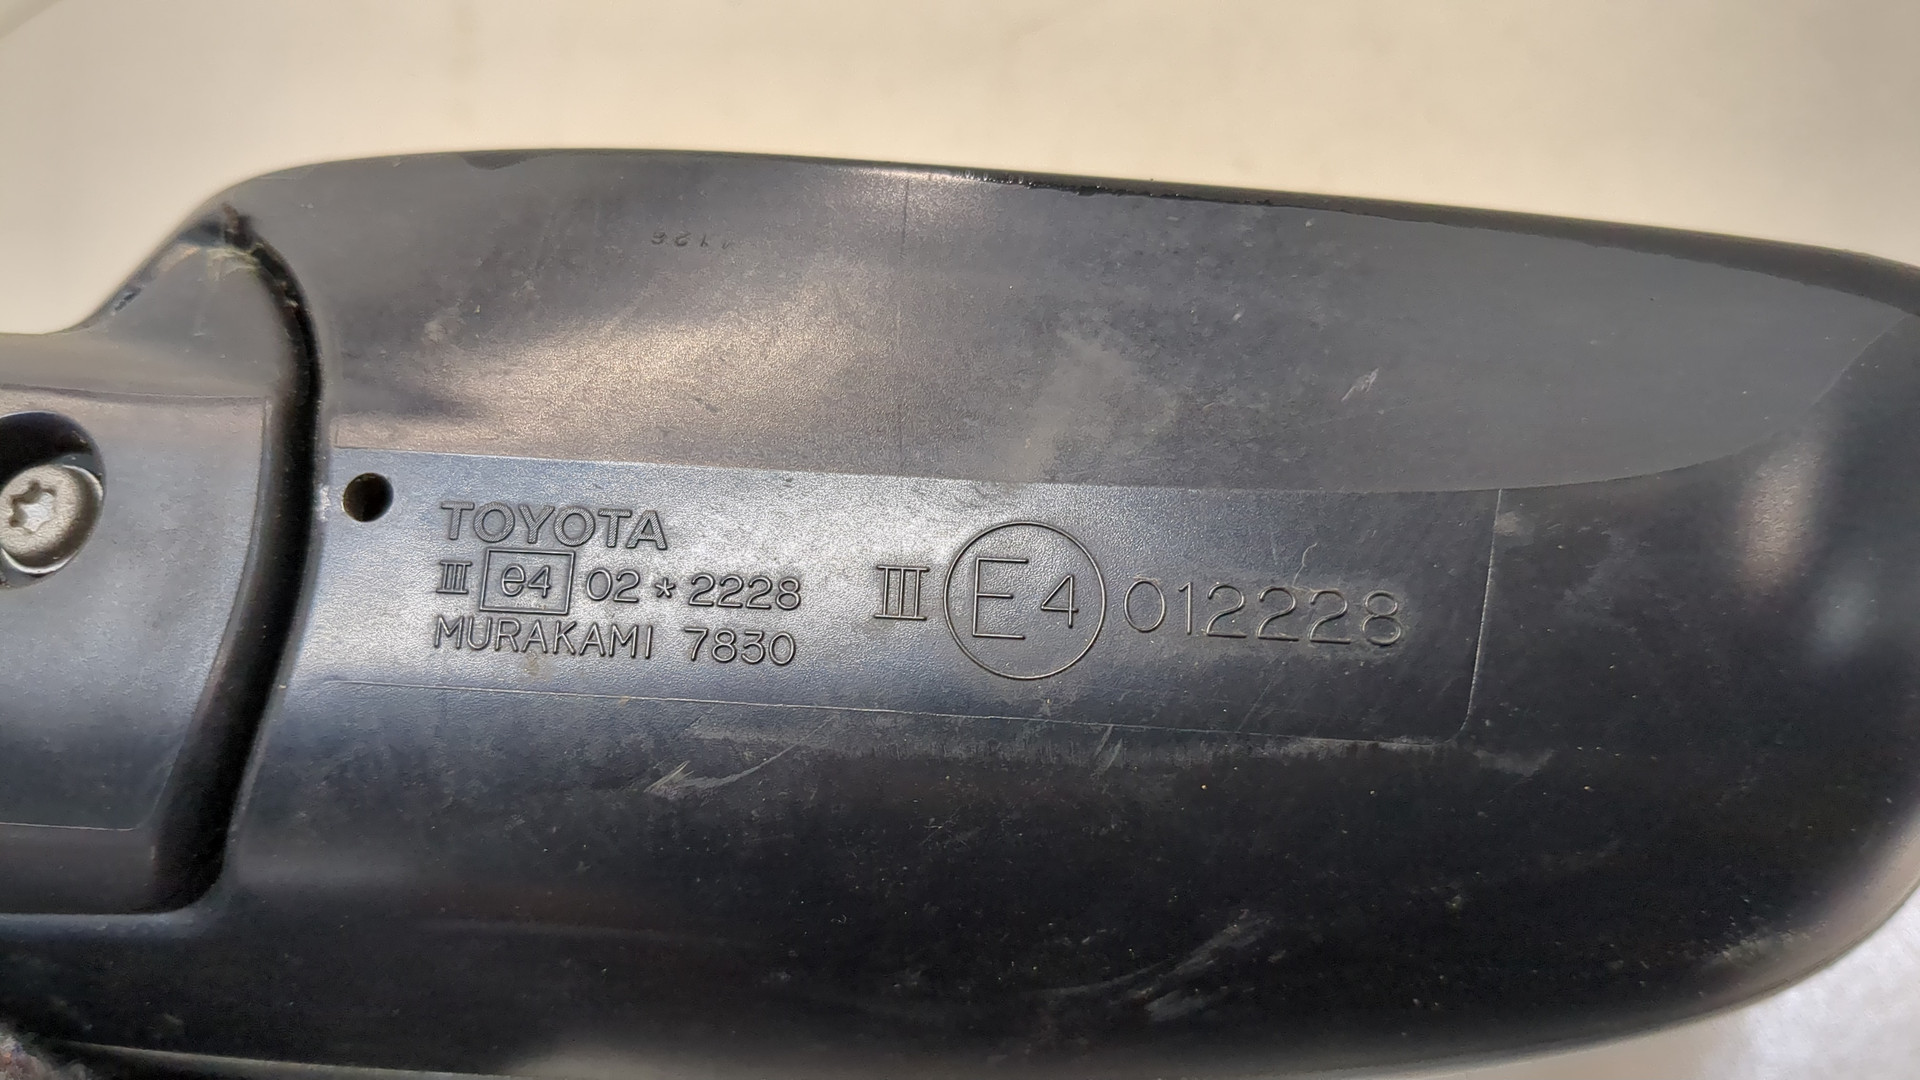 TOYOTA
III e4 02*2228
MURAKAMI 7830
III E4 012228